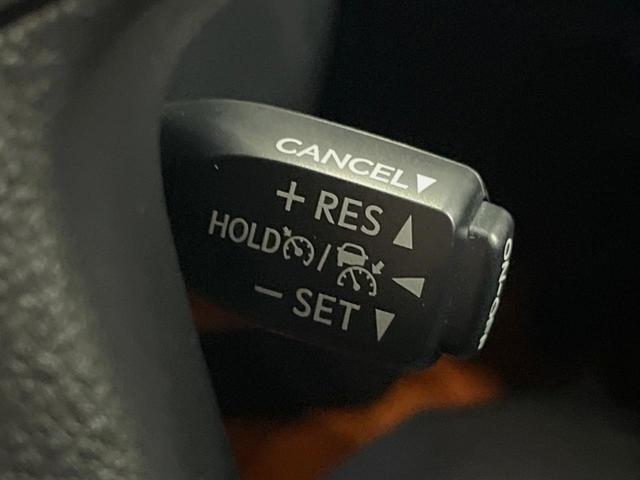 CANCEL▼
+ RES ▲
HOLD / ◀
− SET ▼